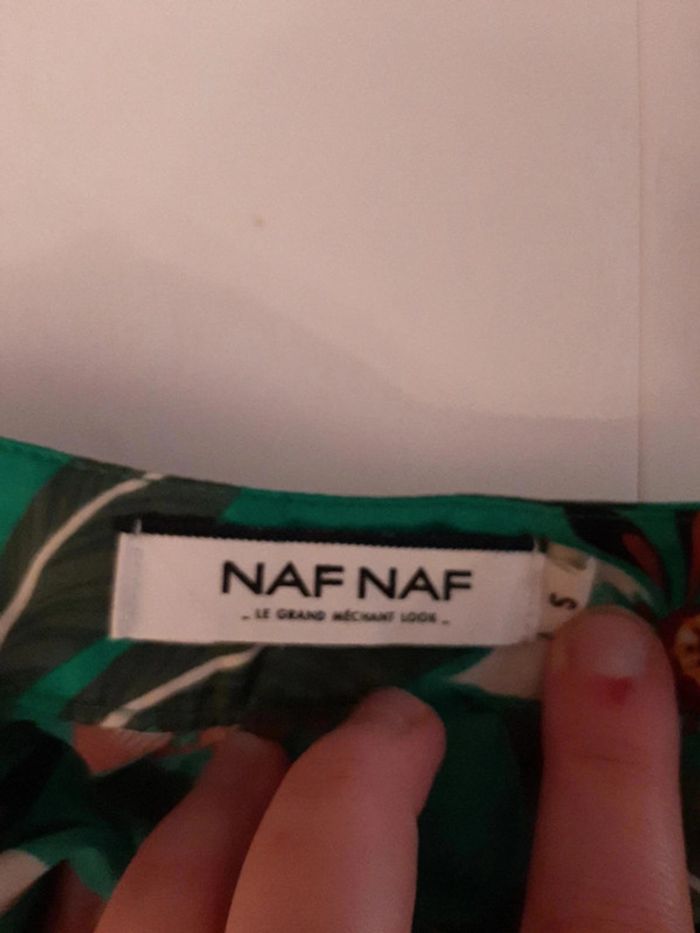 NAF NAF
_ LE GRAND MÉCHANT LOOK _
S